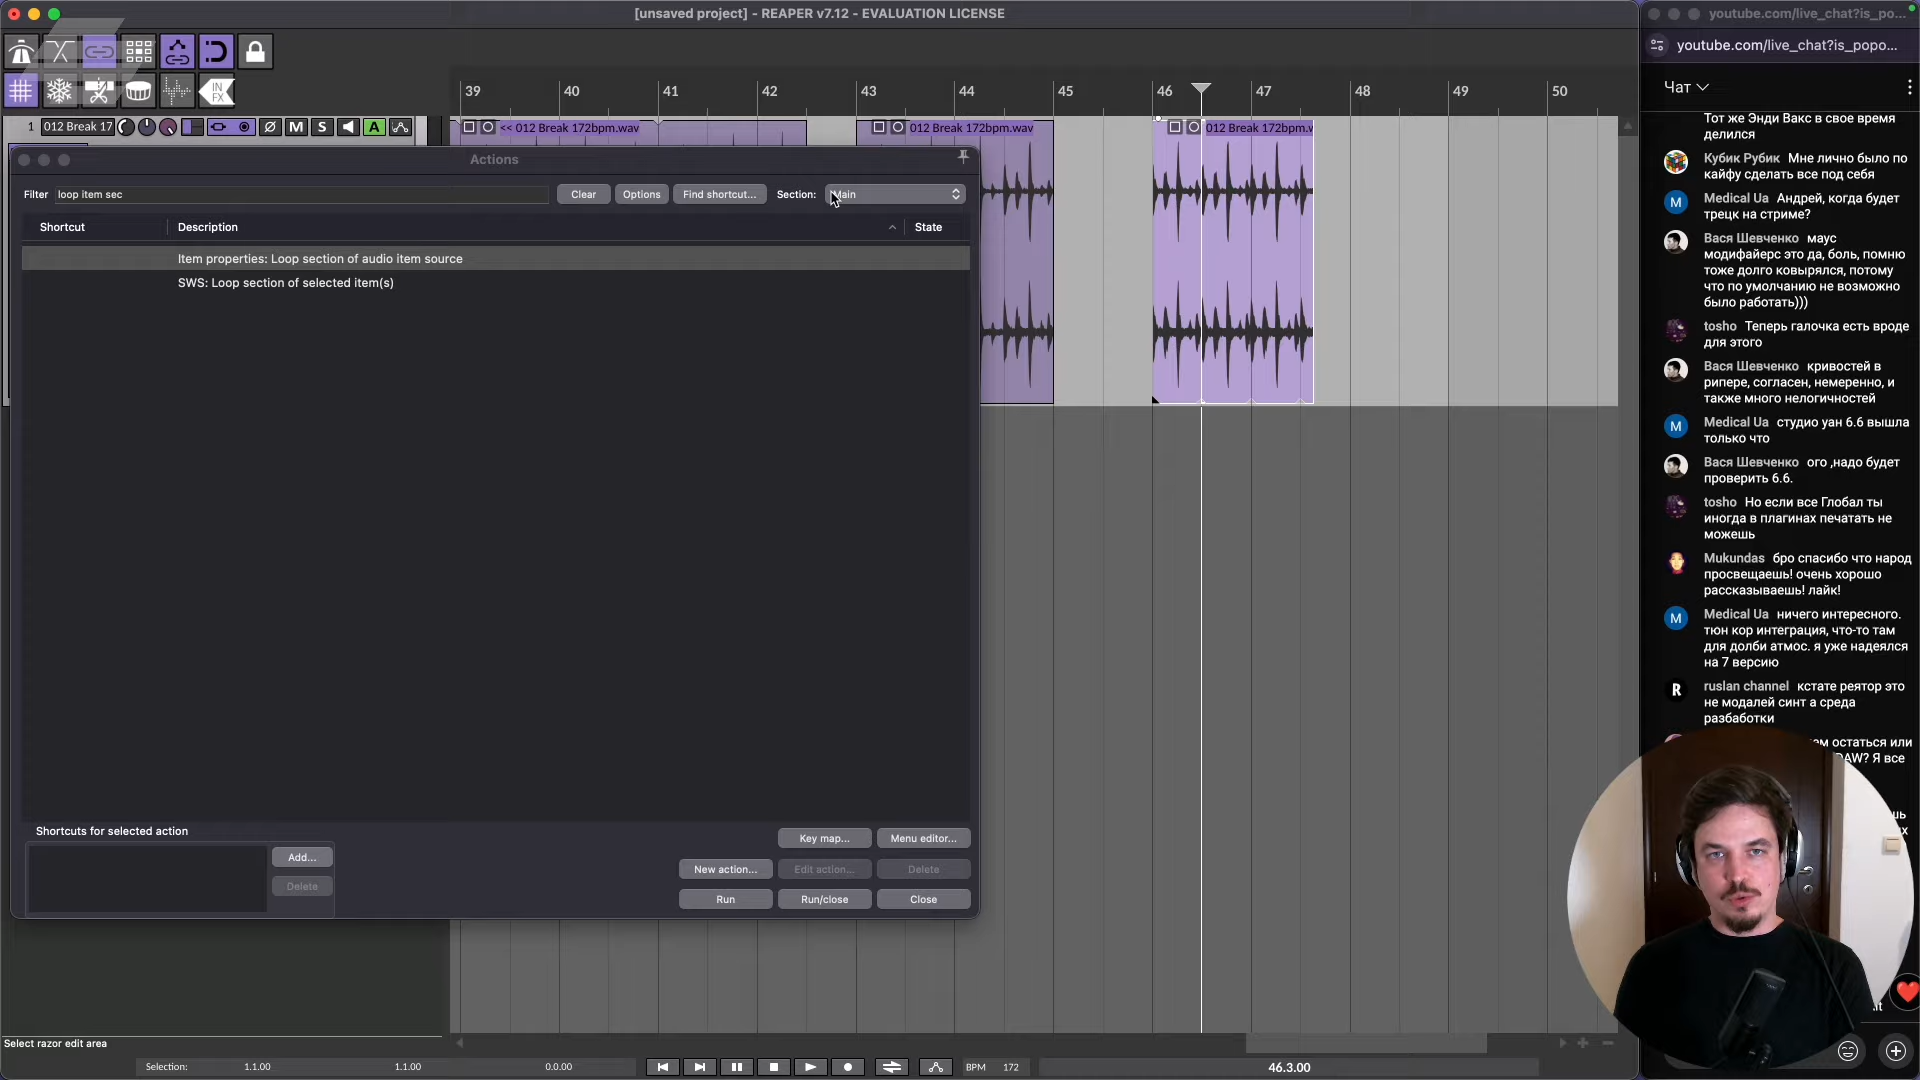 [unsaved project] - REAPER v7.12 - EVALUATION LICENSE
IN
FX
39 40 41 42 43 44 45 46 47 48 49 50
1 012 Break 17 M S A
<< 012 Break 172bpm.wav
012 Break 172bpm.wav
012 Break 172bpm.w
Actions
Filter loop item sec Clear Options Find shortcut... Section: Main
Shortcut Description State
Item properties: Loop section of audio item source
SWS: Loop section of selected item(s)
Shortcuts for selected action
Add...
Delete
Key map... Menu editor...
New action... Edit action... Delete
Run Run/close Close
Select razor edit area
Selection: 1.1.00 1.1.00 0.0.00
BPM 172
46.3.00
youtube.com/live_chat?is_po...
youtube.com/live_chat?is_popo...
Чат
Тот же Энди Вакс в свое время
делился
Кубик Рубик Мне лично было по
кайфу сделать все под себя
M Medical Ua Андрей, когда будет
трецк на стриме?
Вася Шевченко маус
модифайерс это да, боль, помню
тоже долго ковырялся, потому
что по умолчанию не возможно
было работать)))
tosho Теперь галочка есть вроде
для этого
Вася Шевченко кривостей в
рипере, согласен, немеренно, и
также много нелогичностей
M Medical Ua студио уан 6.6 вышла
только что
Вася Шевченко ого ,надо будет
проверить 6.6.
tosho Но если все Глобал ты
иногда в плагинах печатать не
можешь
Mukundas бро спасибо что народ
просвещаешь! очень хорошо
рассказываешь! лайк!
M Medical Ua ничего интересного.
тюн кор интеграция, что-то там
для долби атмос. я уже надеялся
на 7 версию
R ruslan channel кстате реятор это
не модалей синт а среда
разбаботки
остаться или
DAW? Я все